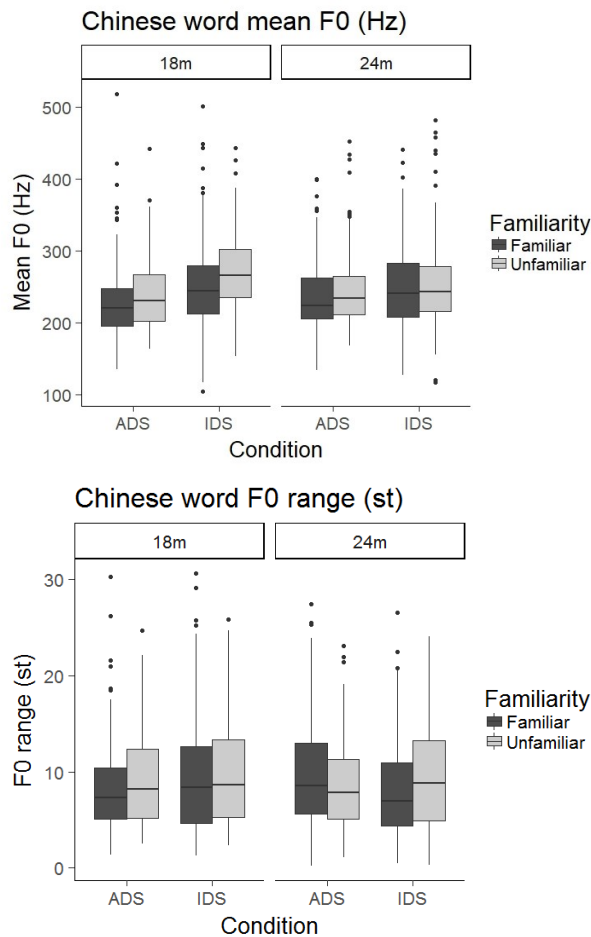 Chinese word mean F0 (Hz)
18m
24m
500
400
300
200
100
Mean F0 (Hz)
ADS
IDS
ADS
IDS
Condition
Familiarity
Familiar
Unfamiliar
Chinese word F0 range (st)
18m
24m
30
20
10
0
F0 range (st)
ADS
IDS
ADS
IDS
Condition
Familiarity
Familiar
Unfamiliar